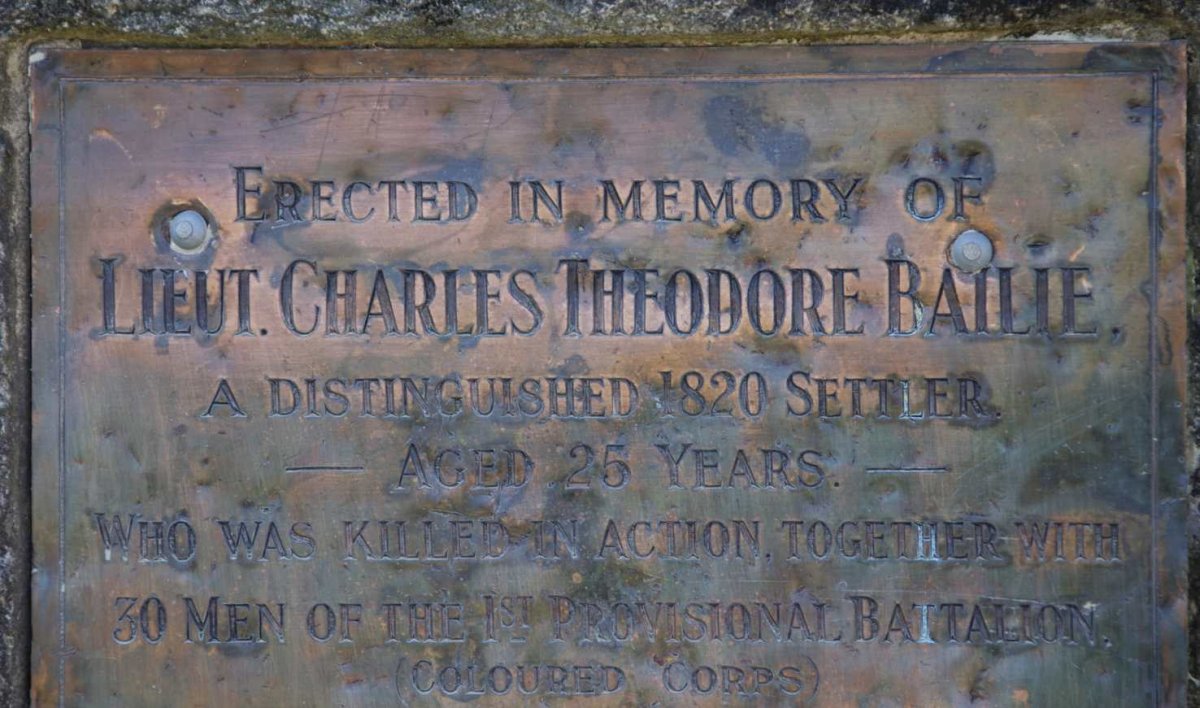 ERECTED IN MEMORY OF
LIEUT. CHARLES THEODORE BAILIE,
A DISTINGUISHED 1820 SETTLER.
— AGED 25 YEARS. —
WHO WAS KILLED IN ACTION, TOGETHER WITH
30 MEN OF THE 1ST PROVISIONAL BATTALION,
(COLOURED CORPS)